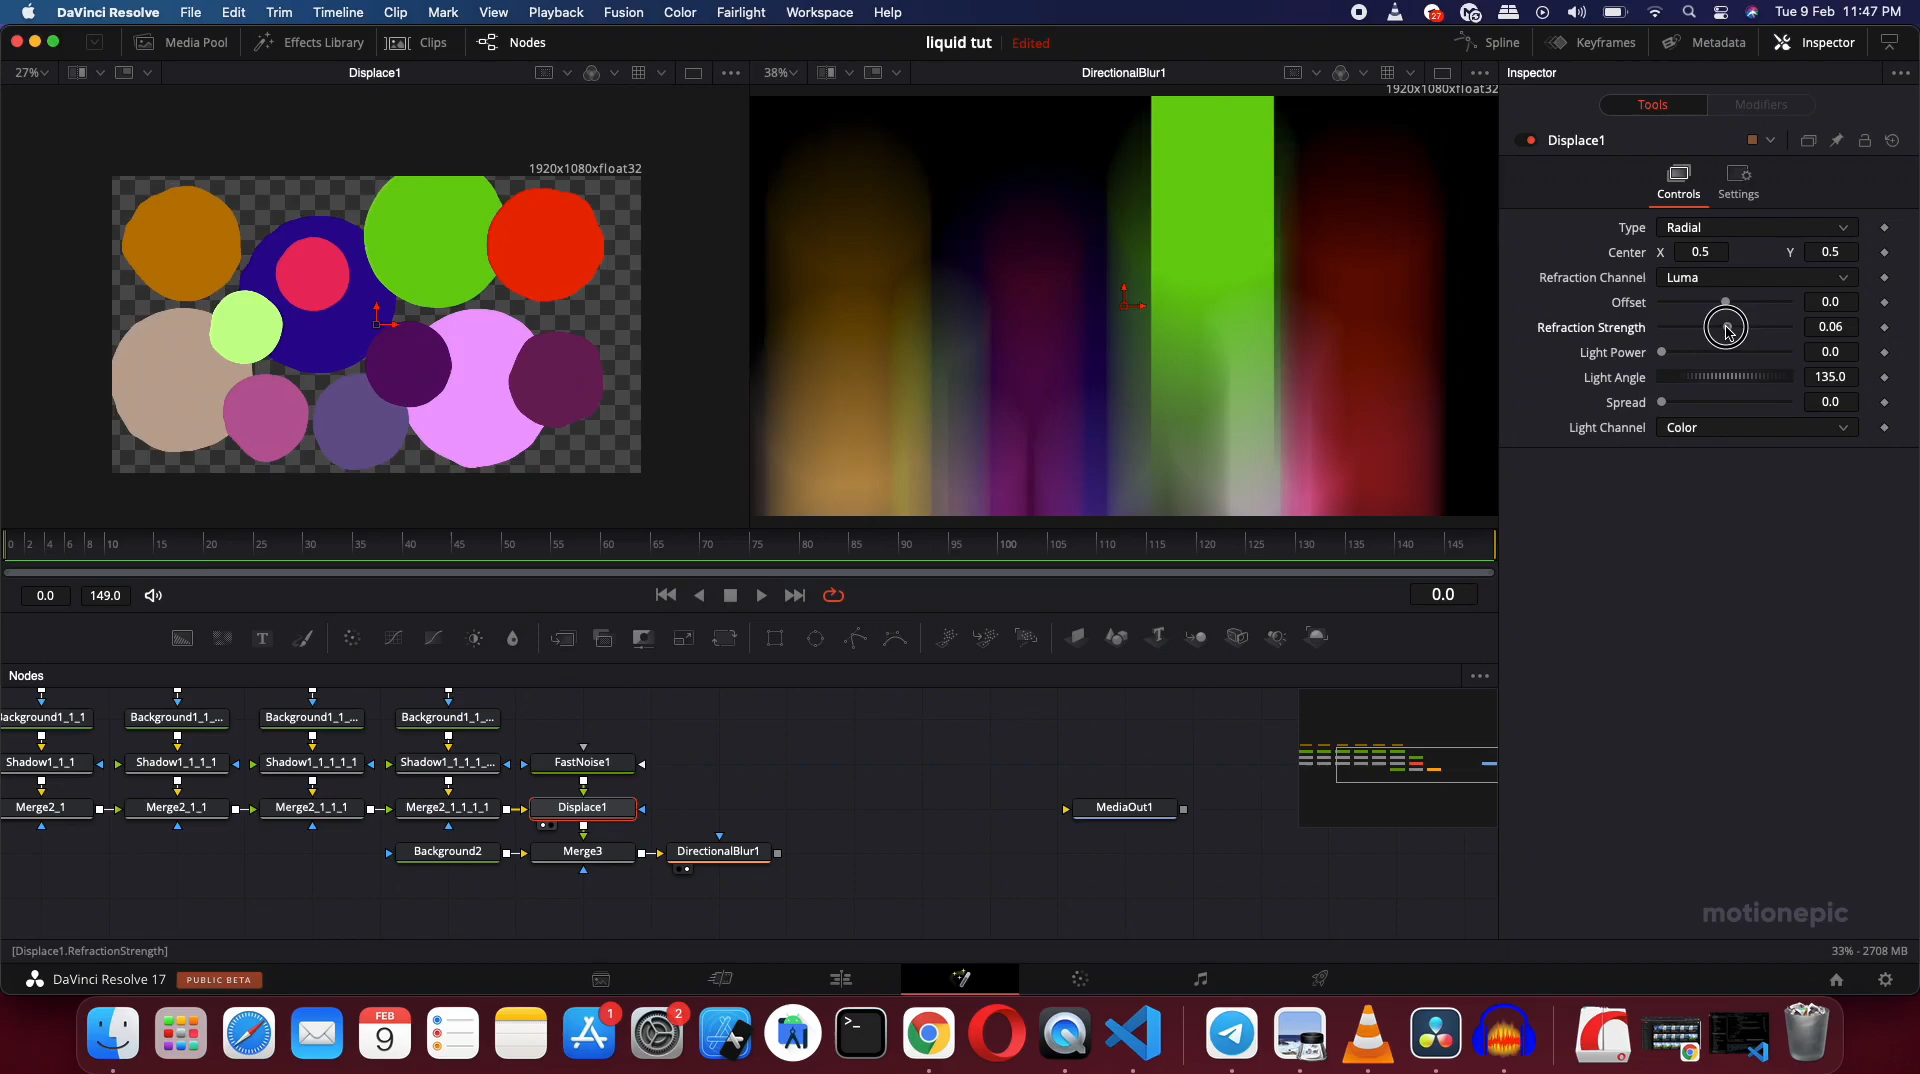 DaVinci Resolve File Edit Trim Timeline Clip Mark View Playback Fusion Color Fairlight Workspace Help 27 Tue 9 Feb 11:47 PM
Media Pool Effects Library Clips Nodes liquid tut Edited Spline Keyframes Metadata Inspector
27% Displace1 38% DirectionalBlur1 Inspector
1920x1080xfloat32
1920x1080xfloat32
Tools Modifiers
Displace1
Controls Settings
Type Radial
Center X 0.5 Y 0.5
Refraction Channel Luma
Offset 0.0
Refraction Strength 0.06
Light Power 0.0
Light Angle 135.0
Spread 0.0
Light Channel Color
0 2 4 6 8 10 15 20 25 30 35 40 45 50 55 60 65 70 75 80 85 90 95 100 105 110 115 120 125 130 135 140 145
0.0 149.0 0.0
T
Nodes
Background1_1_1 Background1_1_... Background1_1_... Background1_1_...
Shadow1_1_1 Shadow1_1_1_1 Shadow1_1_1_1_1 Shadow1_1_1_1_... FastNoise1
Merge2_1 Merge2_1_1 Merge2_1_1_1 Merge2_1_1_1_1 Displace1 MediaOut1
Background2 Merge3 DirectionalBlur1
motionepic
[Displace1.RefractionStrength] 33% - 2708 MB
DaVinci Resolve 17 PUBLIC BETA
FEB
9
1
2